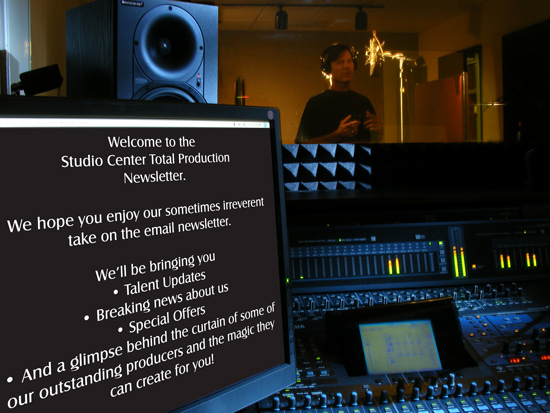 Welcome to the
Studio Center Total Production
Newsletter.
We hope you enjoy our sometimes irreverent
take on the email newsletter.
We'll be bringing you
• Talent Updates
• Breaking news about us
• Special Offers
• And a glimpse behind the curtain of some of
our outstanding producers and the magic they
can create for you!